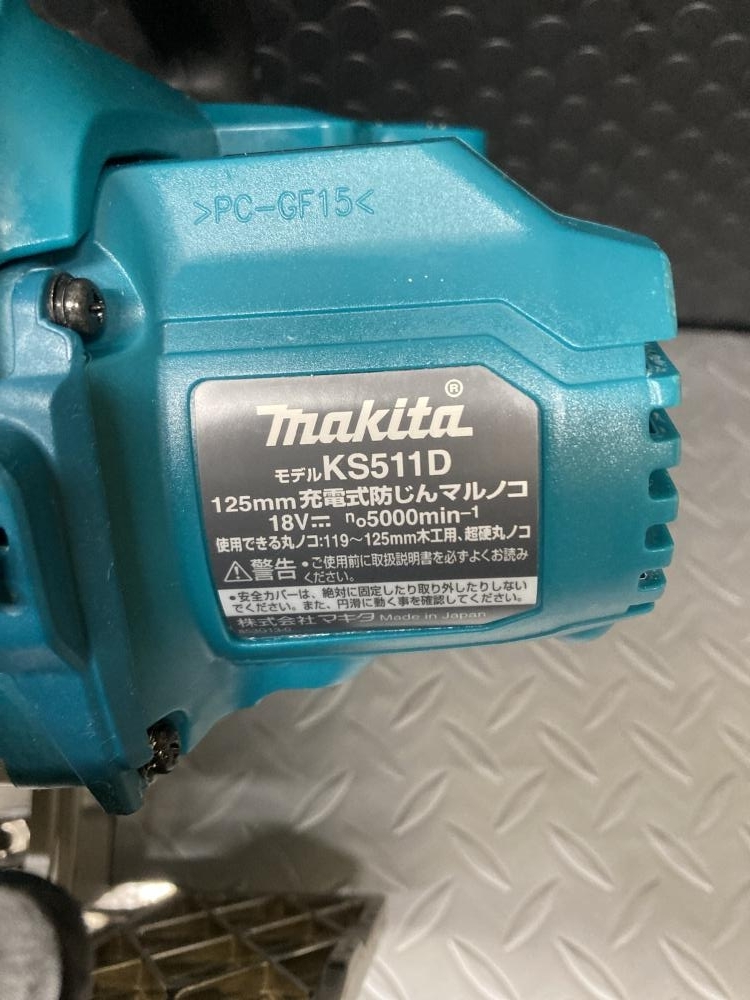 >PC-GF15<
makita®
モデルKS511D
125mm充電式防じんマルノコ
18V⎓ n₀5000min⁻¹
使用できる丸ノコ:119～125mm木工用、超硬丸ノコ
⚠警告 •ご使用前に取扱説明書を必ずよくお読み
ください。
•安全カバーは、絶対に固定したり取り外したりしない
でください。また、円滑に動く事を確認してください。
株式会社マキタ Made in Japan